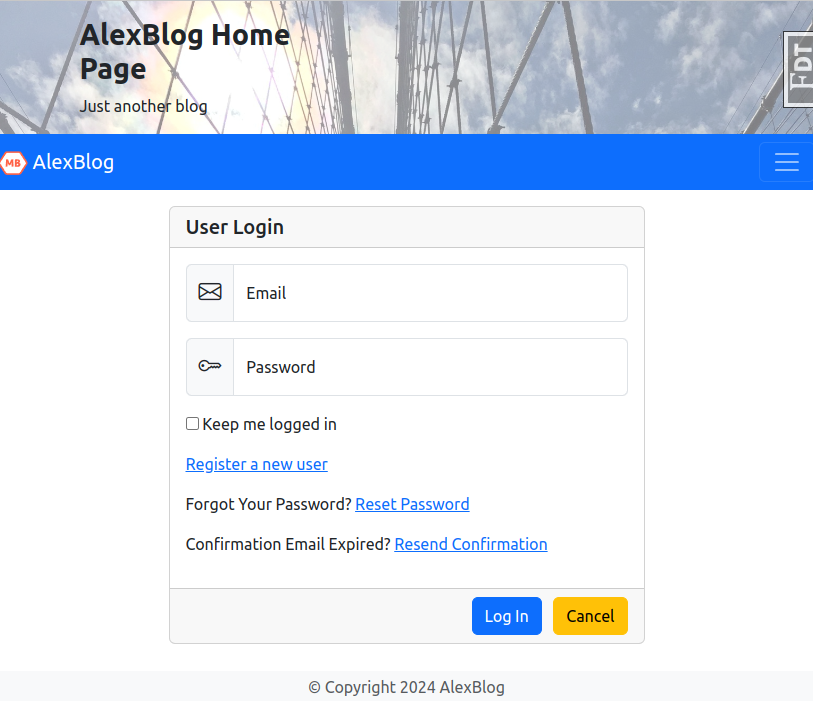 AlexBlog Home
Page
Just another blog
FDT
MB AlexBlog
User Login
Email
Password
Keep me logged in
Register a new user
Forgot Your Password? Reset Password
Confirmation Email Expired? Resend Confirmation
Log In Cancel
© Copyright 2024 AlexBlog